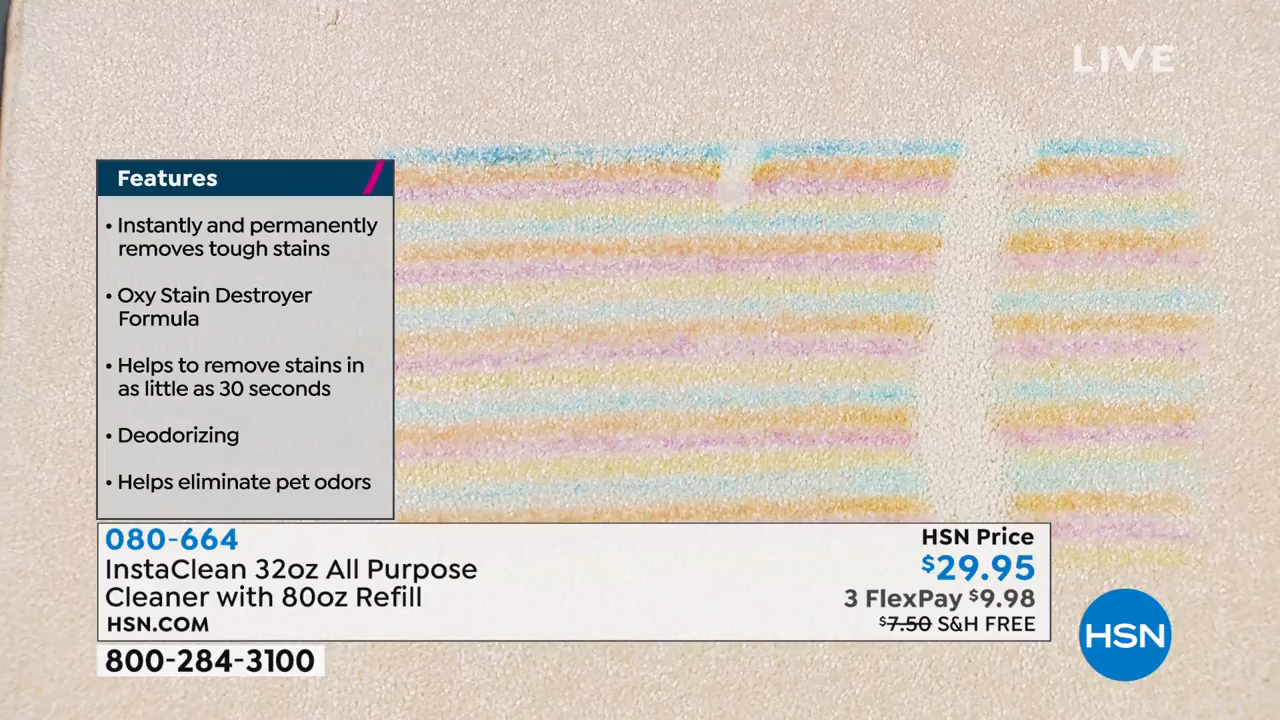 LIVE
Features
• Instantly and permanently
removes tough stains
• Oxy Stain Destroyer
Formula
• Helps to remove stains in
as little as 30 seconds
• Deodorizing
• Helps eliminate pet odors
080-664
InstaClean 32oz All Purpose
Cleaner with 80oz Refill
HSN.COM
HSN Price
$29.95
3 FlexPay $9.98
$7.50 S&H FREE
800-284-3100
HSN